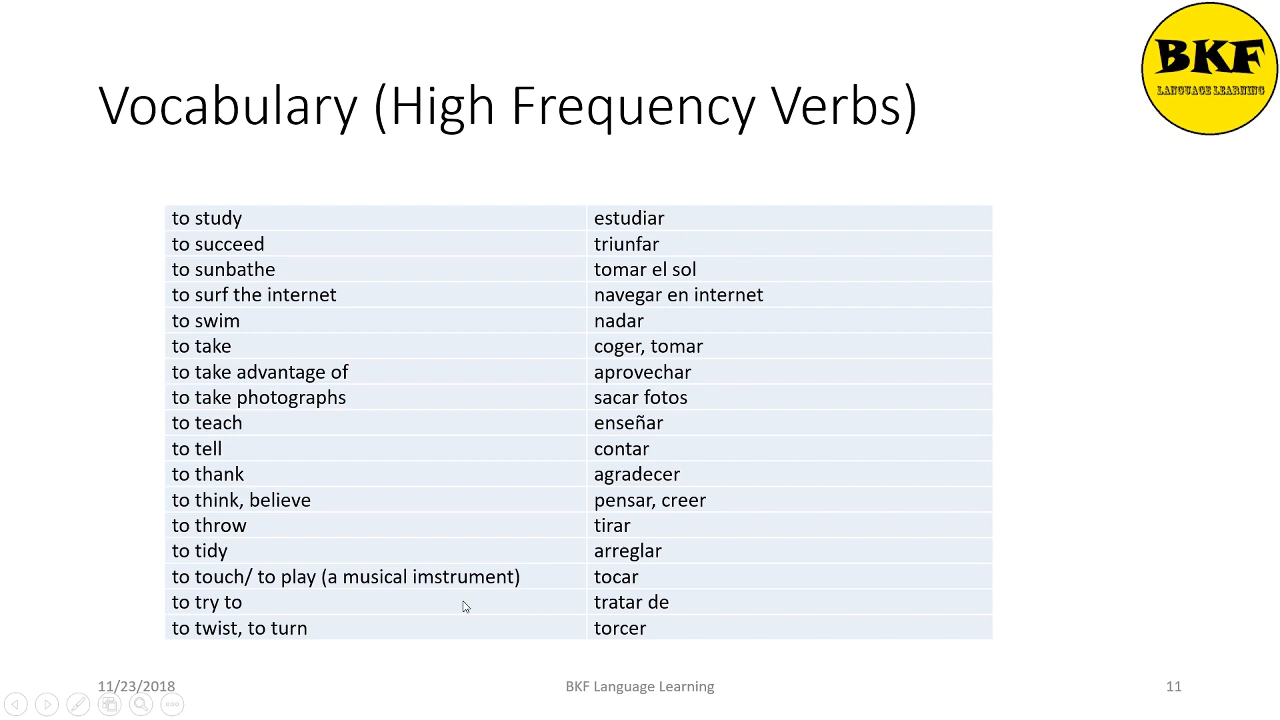 BKF
LANGUAGE LEARNING
Vocabulary (High Frequency Verbs)
to study estudiar
to succeed triunfar
to sunbathe tomar el sol
to surf the internet navegar en internet
to swim nadar
to take coger, tomar
to take advantage of aprovechar
to take photographs sacar fotos
to teach enseñar
to tell contar
to thank agradecer
to think, believe pensar, creer
to throw tirar
to tidy arreglar
to touch/ to play (a musical imstrument) tocar
to try to tratar de
to twist, to turn torcer
11/23/2018 BKF Language Learning 11